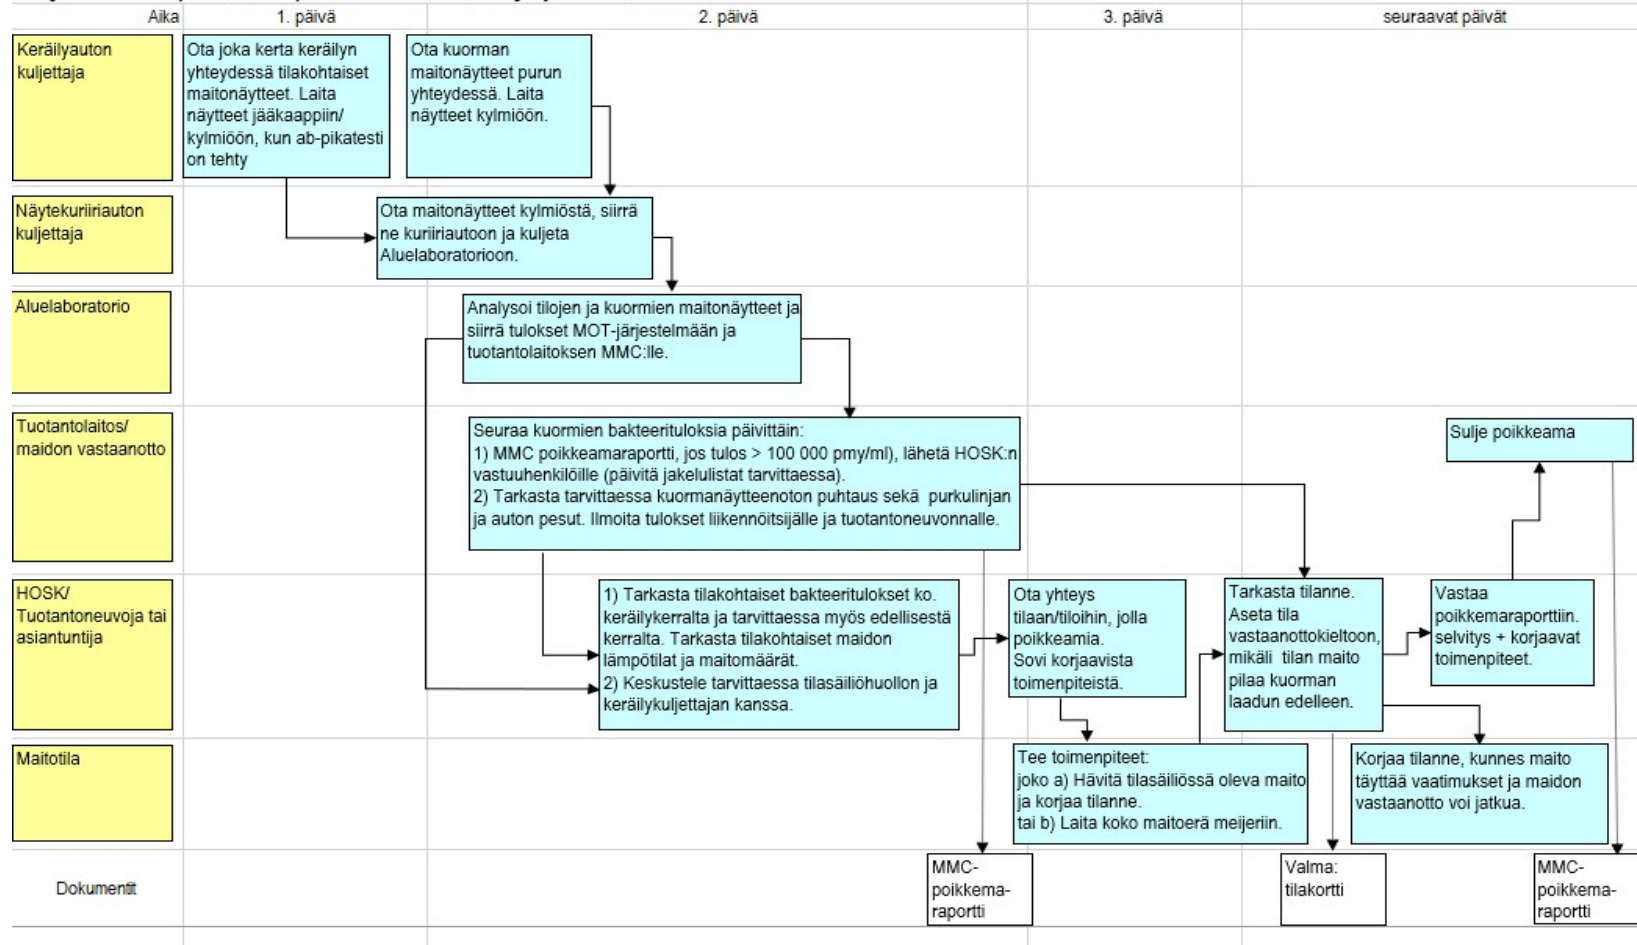 Aika
1. päivä
2. päivä
3. päivä
seuraavat päivät
Keräilyauton
kuljettaja
Ota joka kerta keräilyn
yhteydessä tilakohtaiset
maitonäytteet. Laita
näytteet jääkaappiin/
kylmiöön, kun ab-pikatesti
on tehty
Ota kuorman
maitonäytteet purun
yhteydessä. Laita
näytteet kylmiöön.
Näytekuriiriauton
kuljettaja
Ota maitonäytteet kylmiöstä, siirrä
ne kuriiriautoon ja kuljeta
Aluelaboratorioon.
Aluelaboratorio
Analysoi tilojen ja kuormien maitonäytteet ja
siirrä tulokset MOT-järjestelmään ja
tuotantolaitoksen MMC:lle.
Tuotantolaitos/
maidon vastaanotto
Seuraa kuormien bakteerituloksia päivittäin:
1) MMC poikkeamaraportti, jos tulos > 100 000 pmy/ml), lähetä HOSK:n
vastuuhenkilöille (päivitä jakelulistat tarvittaessa).
2) Tarkasta tarvittaessa kuormanäytteenoton puhtaus sekä purkulinjan
ja auton pesut. Ilmoita tulokset liikennöitsijälle ja tuotantoneuvonnalle.
Sulje poikkeama
HOSK/
Tuotantoneuvoja tai
asiantuntija
1) Tarkasta tilakohtaiset bakteeritulokset ko.
keräilykerralta ja tarvittaessa myös edellisestä
kerralta. Tarkasta tilakohtaiset maidon
lämpötilat ja maitomäärät.
2) Keskustele tarvittaessa tilasäiliöhuollon ja
keräilykuljettajan kanssa.
Ota yhteys
tilaan/tiloihin, jolla
poikkeamia.
Sovi korjaavista
toimenpiteistä.
Tarkasta tilanne.
Aseta tila
vastaanottokieltoon,
mikäli tilan maito
pilaa kuorman
laadun edelleen.
Vastaa
poikkemaraporttiin.
selvitys + korjaavat
toimenpiteet.
Maitotila
Tee toimenpiteet:
joko a) Hävitä tilasäiliössä oleva maito
ja korjaa tilanne.
tai b) Laita koko maitoerä meijeriin.
Korjaa tilanne, kunnes maito
täyttää vaatimukset ja maidon
vastaanotto voi jatkua.
Dokumentit
MMC-
poikkema-
raportti
Valma:
tilakortti
MMC-
poikkema-
raportti